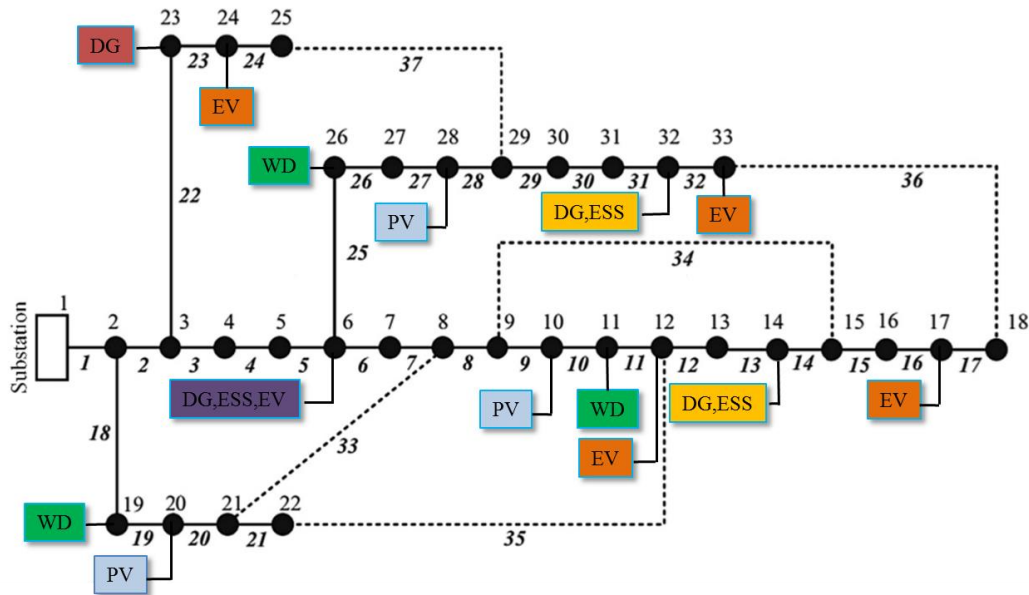 23 24 25
DG
23 24
37
EV
26 27 28 29 30 31 32 33
WD
26 27 28 29 30 31 32
36
22
PV
DG,ESS
EV
25
34
Substation
1
2 3 4 5 6 7 8 9 10 11 12 13 14 15 16 17 18
1 2 3 4 5 6 7 8 9 10 11 12 13 14 15 16 17
DG,ESS,EV
PV
WD
DG,ESS
EV
18
33
EV
19 20 21 22
WD
19 20 21
35
PV